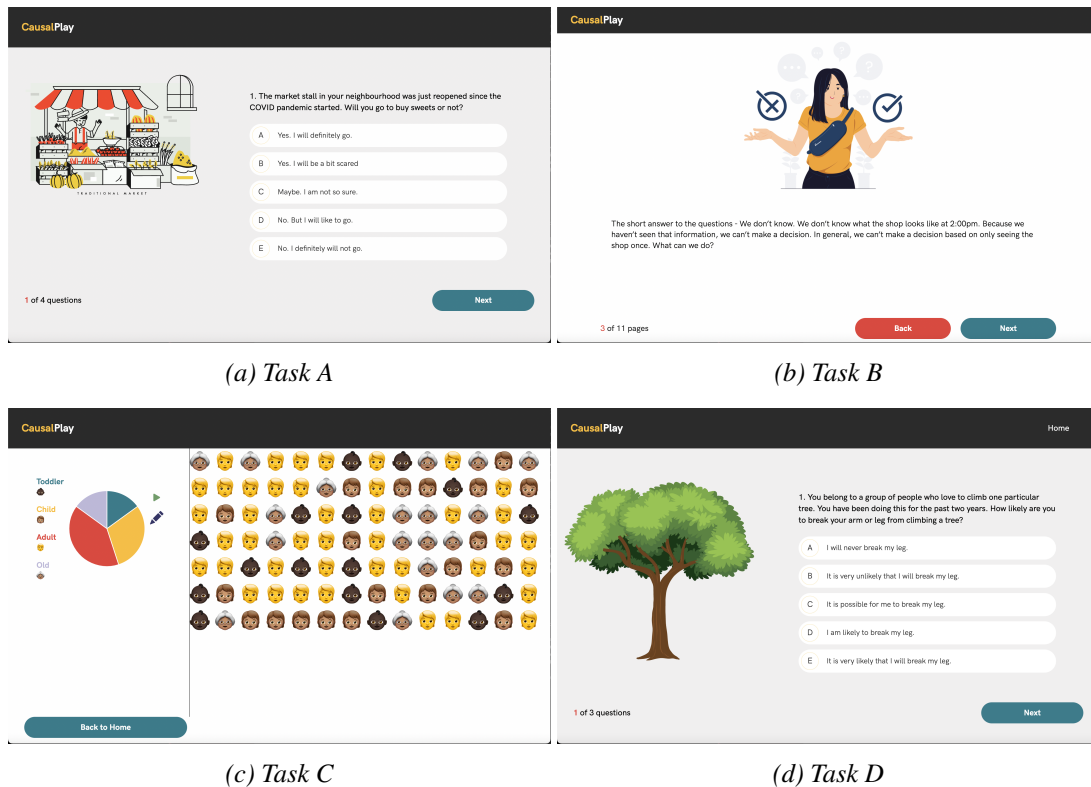 CausalPlay
1. The market stall in your neighbourhood was just reopened since the
COVID pandemic started. Will you go to buy sweets or not?
A Yes. I will definitely go.
B Yes. I will be a bit scared
C Maybe. I am not so sure.
D No. But I will like to go.
E No. I definitely will not go.
TRADITIONAL MARKET
1 of 4 questions
Next
(a) Task A
CausalPlay
The short answer to the questions - We don't know. We don't know what the shop looks like at 2:00pm. Because we
haven't seen that information, we can't make a decision. In general, we can't make a decision based on only seeing the
shop once. What can we do?
3 of 11 pages
Back
Next
(b) Task B
CausalPlay
Toddler
Child
Adult
Old
Back to Home
(c) Task C
CausalPlay
Home
1. You belong to a group of people who love to climb one particular
tree. You have been doing this for the past two years. How likely are you
to break your arm or leg from climbing a tree?
A I will never break my leg.
B It is very unlikely that I will break my leg.
C It is possible for me to break my leg.
D I am likely to break my leg.
E It is very likely that I will break my leg.
1 of 3 questions
Next
(d) Task D